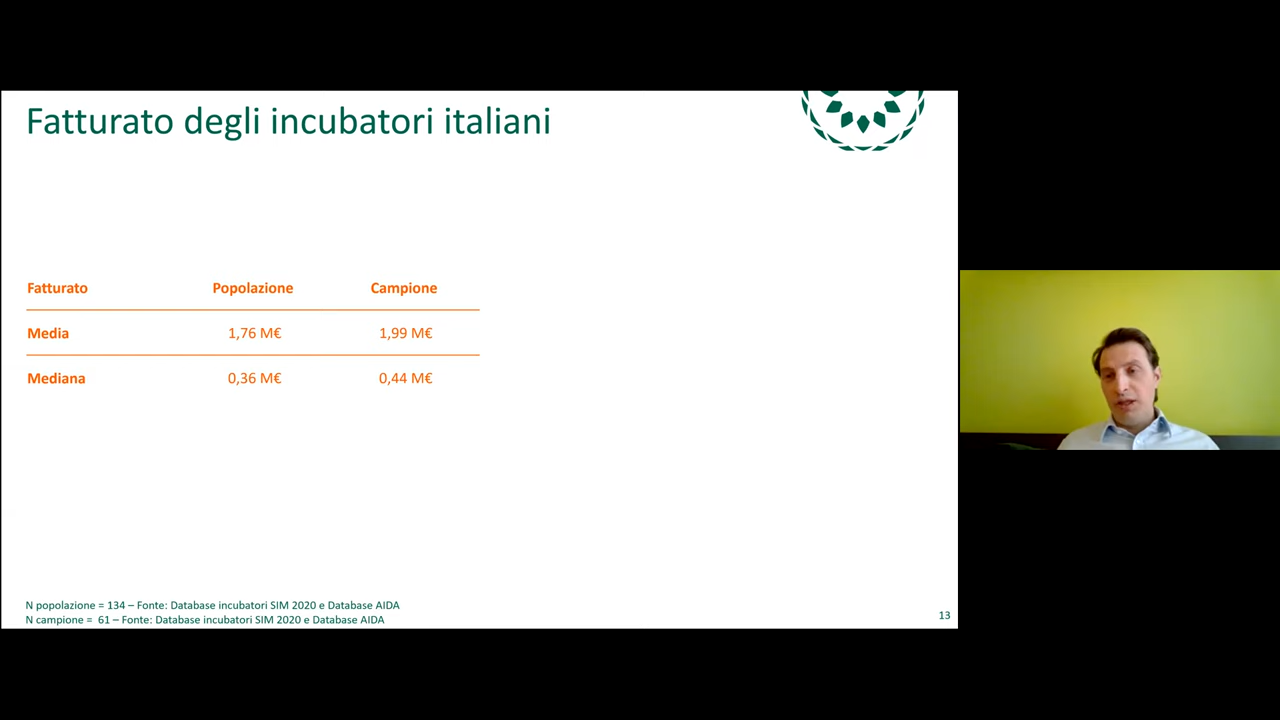 Fatturato degli incubatori italiani
Fatturato Popolazione Campione
Media 1,76 M€ 1,99 M€
Mediana 0,36 M€ 0,44 M€
N popolazione = 134 – Fonte: Database incubatori SIM 2020 e Database AIDA
N campione = 61 – Fonte: Database incubatori SIM 2020 e Database AIDA
13